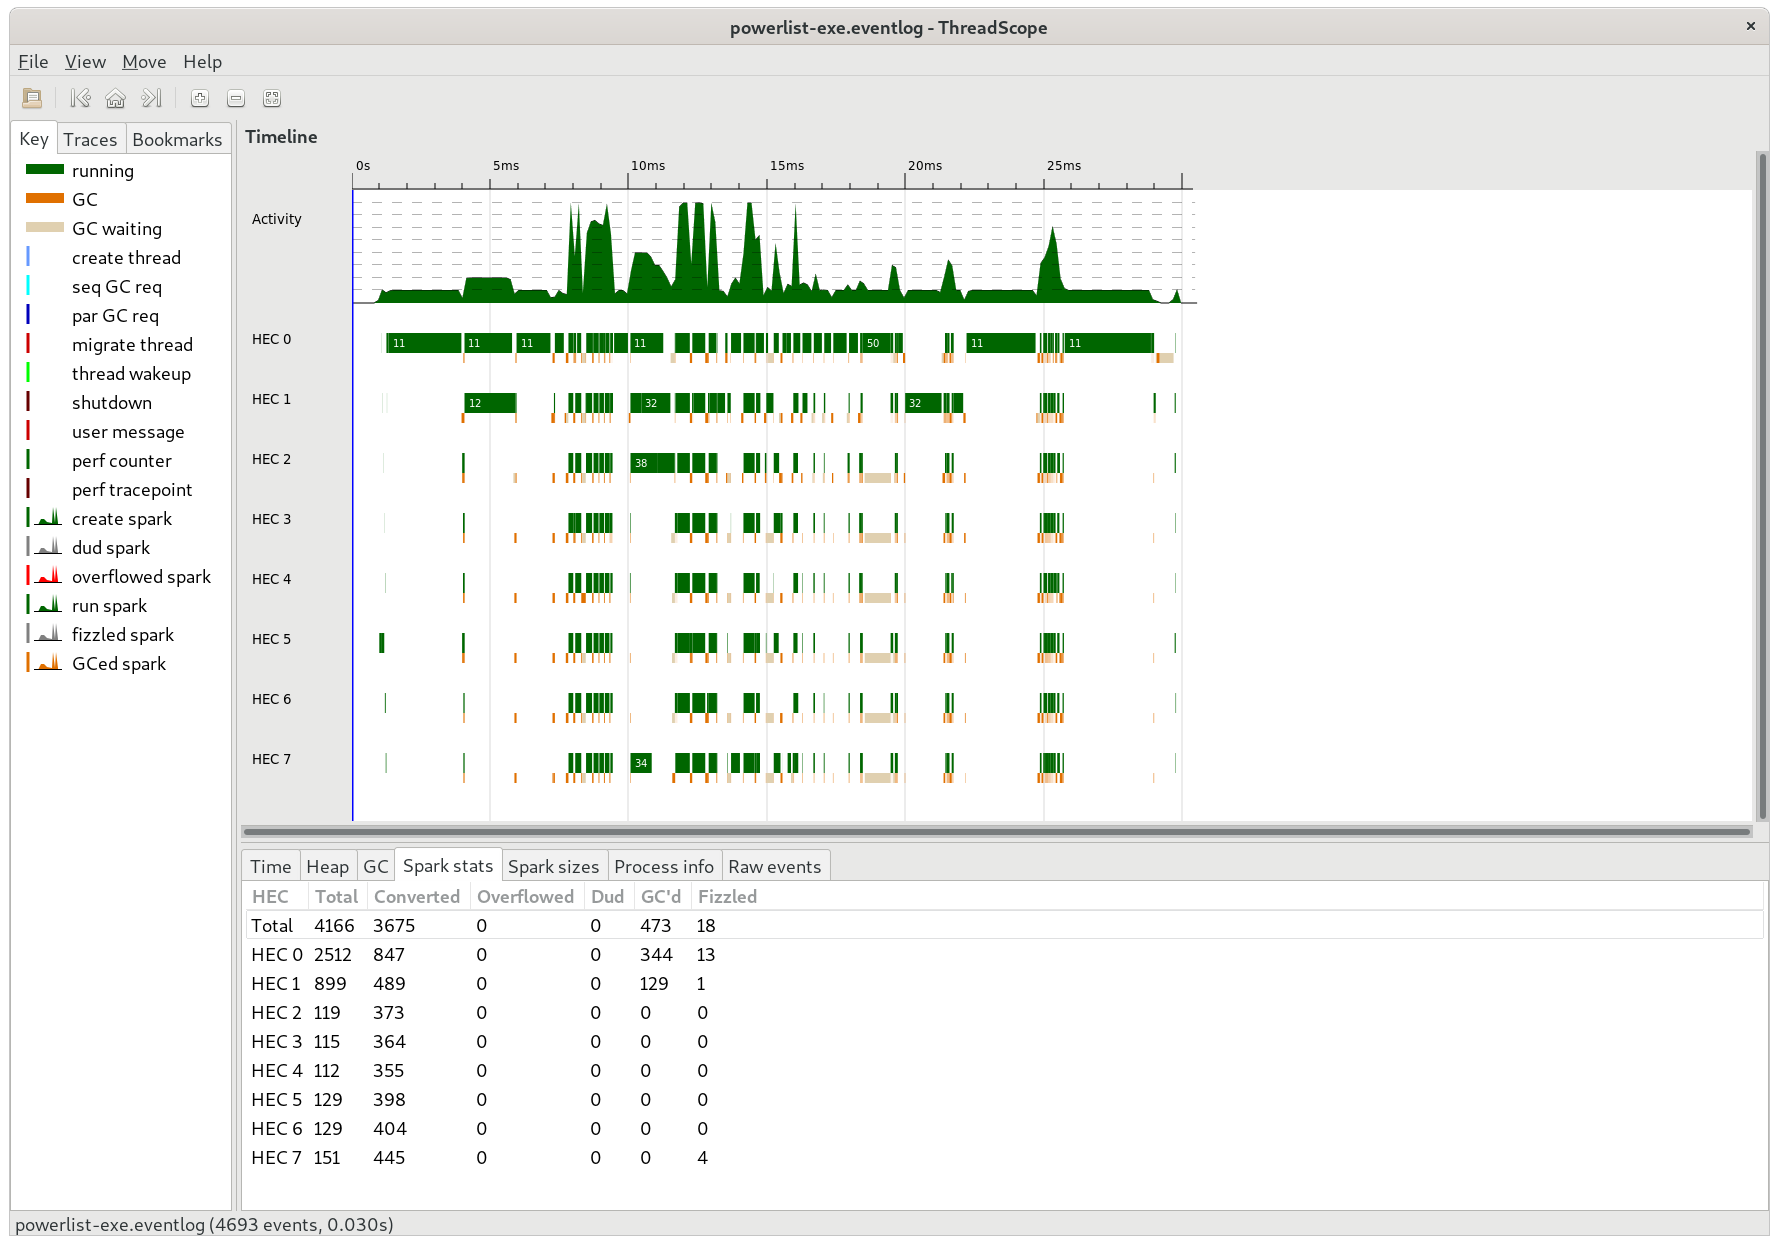 powerlist-exe.eventlog - ThreadScope ×
File View Move Help
Key Traces Bookmarks
running
GC
GC waiting
create thread
seq GC req
par GC req
migrate thread
thread wakeup
shutdown
user message
perf counter
perf tracepoint
create spark
dud spark
overflowed spark
run spark
fizzled spark
GCed spark
Timeline
0s 5ms 10ms 15ms 20ms 25ms
Activity
HEC 0 11 11 11 11 50 11 11
HEC 1 12 32 32
HEC 2 38
HEC 3
HEC 4
HEC 5
HEC 6
HEC 7 34
Time Heap GC Spark stats Spark sizes Process info Raw events
HEC Total Converted Overflowed Dud GC'd Fizzled
Total 4166 3675 0 0 473 18
HEC 0 2512 847 0 0 344 13
HEC 1 899 489 0 0 129 1
HEC 2 119 373 0 0 0 0
HEC 3 115 364 0 0 0 0
HEC 4 112 355 0 0 0 0
HEC 5 129 398 0 0 0 0
HEC 6 129 404 0 0 0 0
HEC 7 151 445 0 0 0 4
powerlist-exe.eventlog (4693 events, 0.030s)